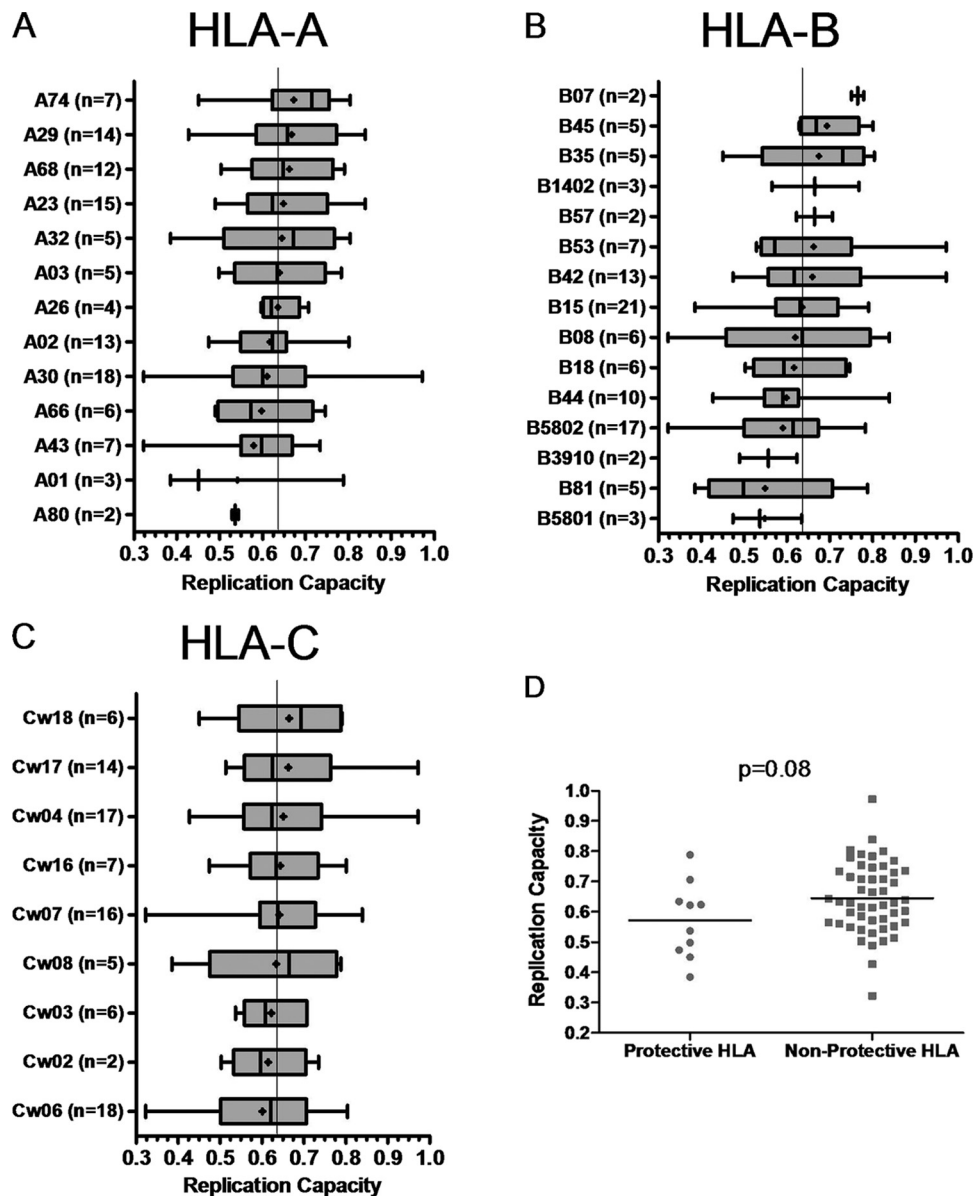 A
HLA-A
A74 (n=7)
A29 (n=14)
A68 (n=12)
A23 (n=15)
A32 (n=5)
A03 (n=5)
A26 (n=4)
A02 (n=13)
A30 (n=18)
A66 (n=6)
A43 (n=7)
A01 (n=3)
A80 (n=2)
0.3 0.4 0.5 0.6 0.7 0.8 0.9 1.0
Replication Capacity
B
HLA-B
B07 (n=2)
B45 (n=5)
B35 (n=5)
B1402 (n=3)
B57 (n=2)
B53 (n=7)
B42 (n=13)
B15 (n=21)
B08 (n=6)
B18 (n=6)
B44 (n=10)
B5802 (n=17)
B3910 (n=2)
B81 (n=5)
B5801 (n=3)
0.3 0.4 0.5 0.6 0.7 0.8 0.9 1.0
Replication Capacity
C
HLA-C
Cw18 (n=6)
Cw17 (n=14)
Cw04 (n=17)
Cw16 (n=7)
Cw07 (n=16)
Cw08 (n=5)
Cw03 (n=6)
Cw02 (n=2)
Cw06 (n=18)
0.3 0.4 0.5 0.6 0.7 0.8 0.9 1.0
Replication Capacity
D
p=0.08
Replication Capacity
1.0
0.9
0.8
0.7
0.6
0.5
0.4
0.3
0.2
Protective HLA Non-Protective HLA